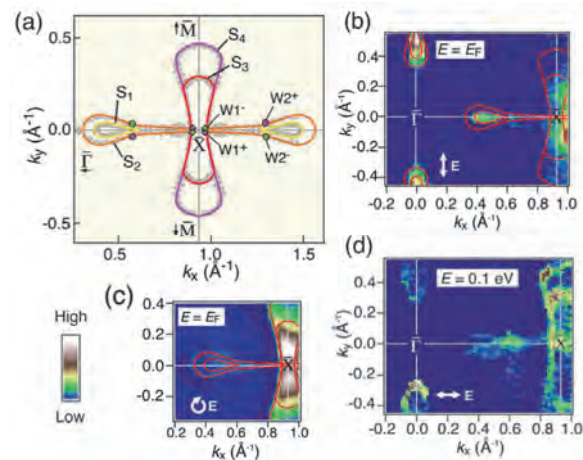 (a)
↑M̄
S4
S3
S1
S2
W1-
W2+
W1+
W2-
X̄
Γ̄
↓M̄
ky (Å-1)
0.5
0.0
-0.5
0.5 1.0 1.5
kx (Å-1)
(b)
E = EF
Γ̄
X
E
ky (Å-1)
0.4
0.2
0.0
-0.2
-0.4
-0.2 0.0 0.2 0.4 0.6 0.8 1.0
kx (Å-1)
High
Low
(c)
E = EF
X
E
0.4
0.2
0.0
-0.2
0.2 0.4 0.6 0.8 1.0
kx (Å-1)
(d)
E = 0.1 eV
Γ̄
X
E
ky (Å-1)
0.4
0.2
0.0
-0.2
-0.4
-0.2 0.0 0.2 0.4 0.6 0.8 1.0
kx (Å-1)